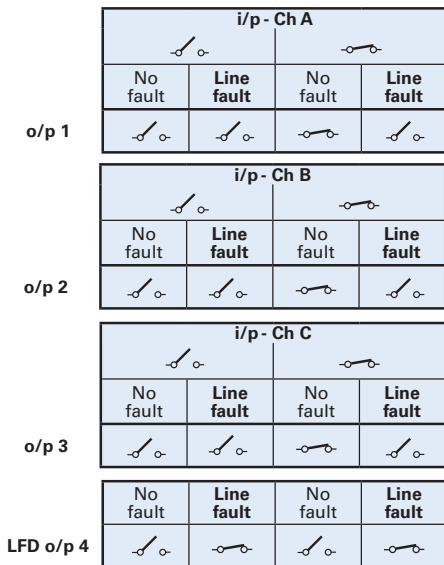 i/p - Ch A
No fault Line fault No fault Line fault
o/p 1
i/p - Ch B
No fault Line fault No fault Line fault
o/p 2
i/p - Ch C
No fault Line fault No fault Line fault
o/p 3
No fault Line fault No fault Line fault
LFD o/p 4